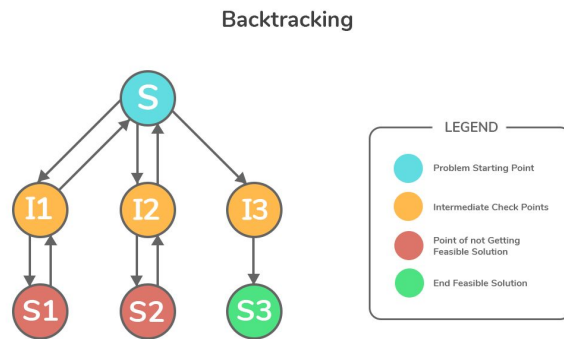 Backtracking
S
I1
I2
I3
S1
S2
S3
LEGEND
Problem Starting Point
Intermediate Check Points
Point of not Getting
Feasible Solution
End Feasible Solution